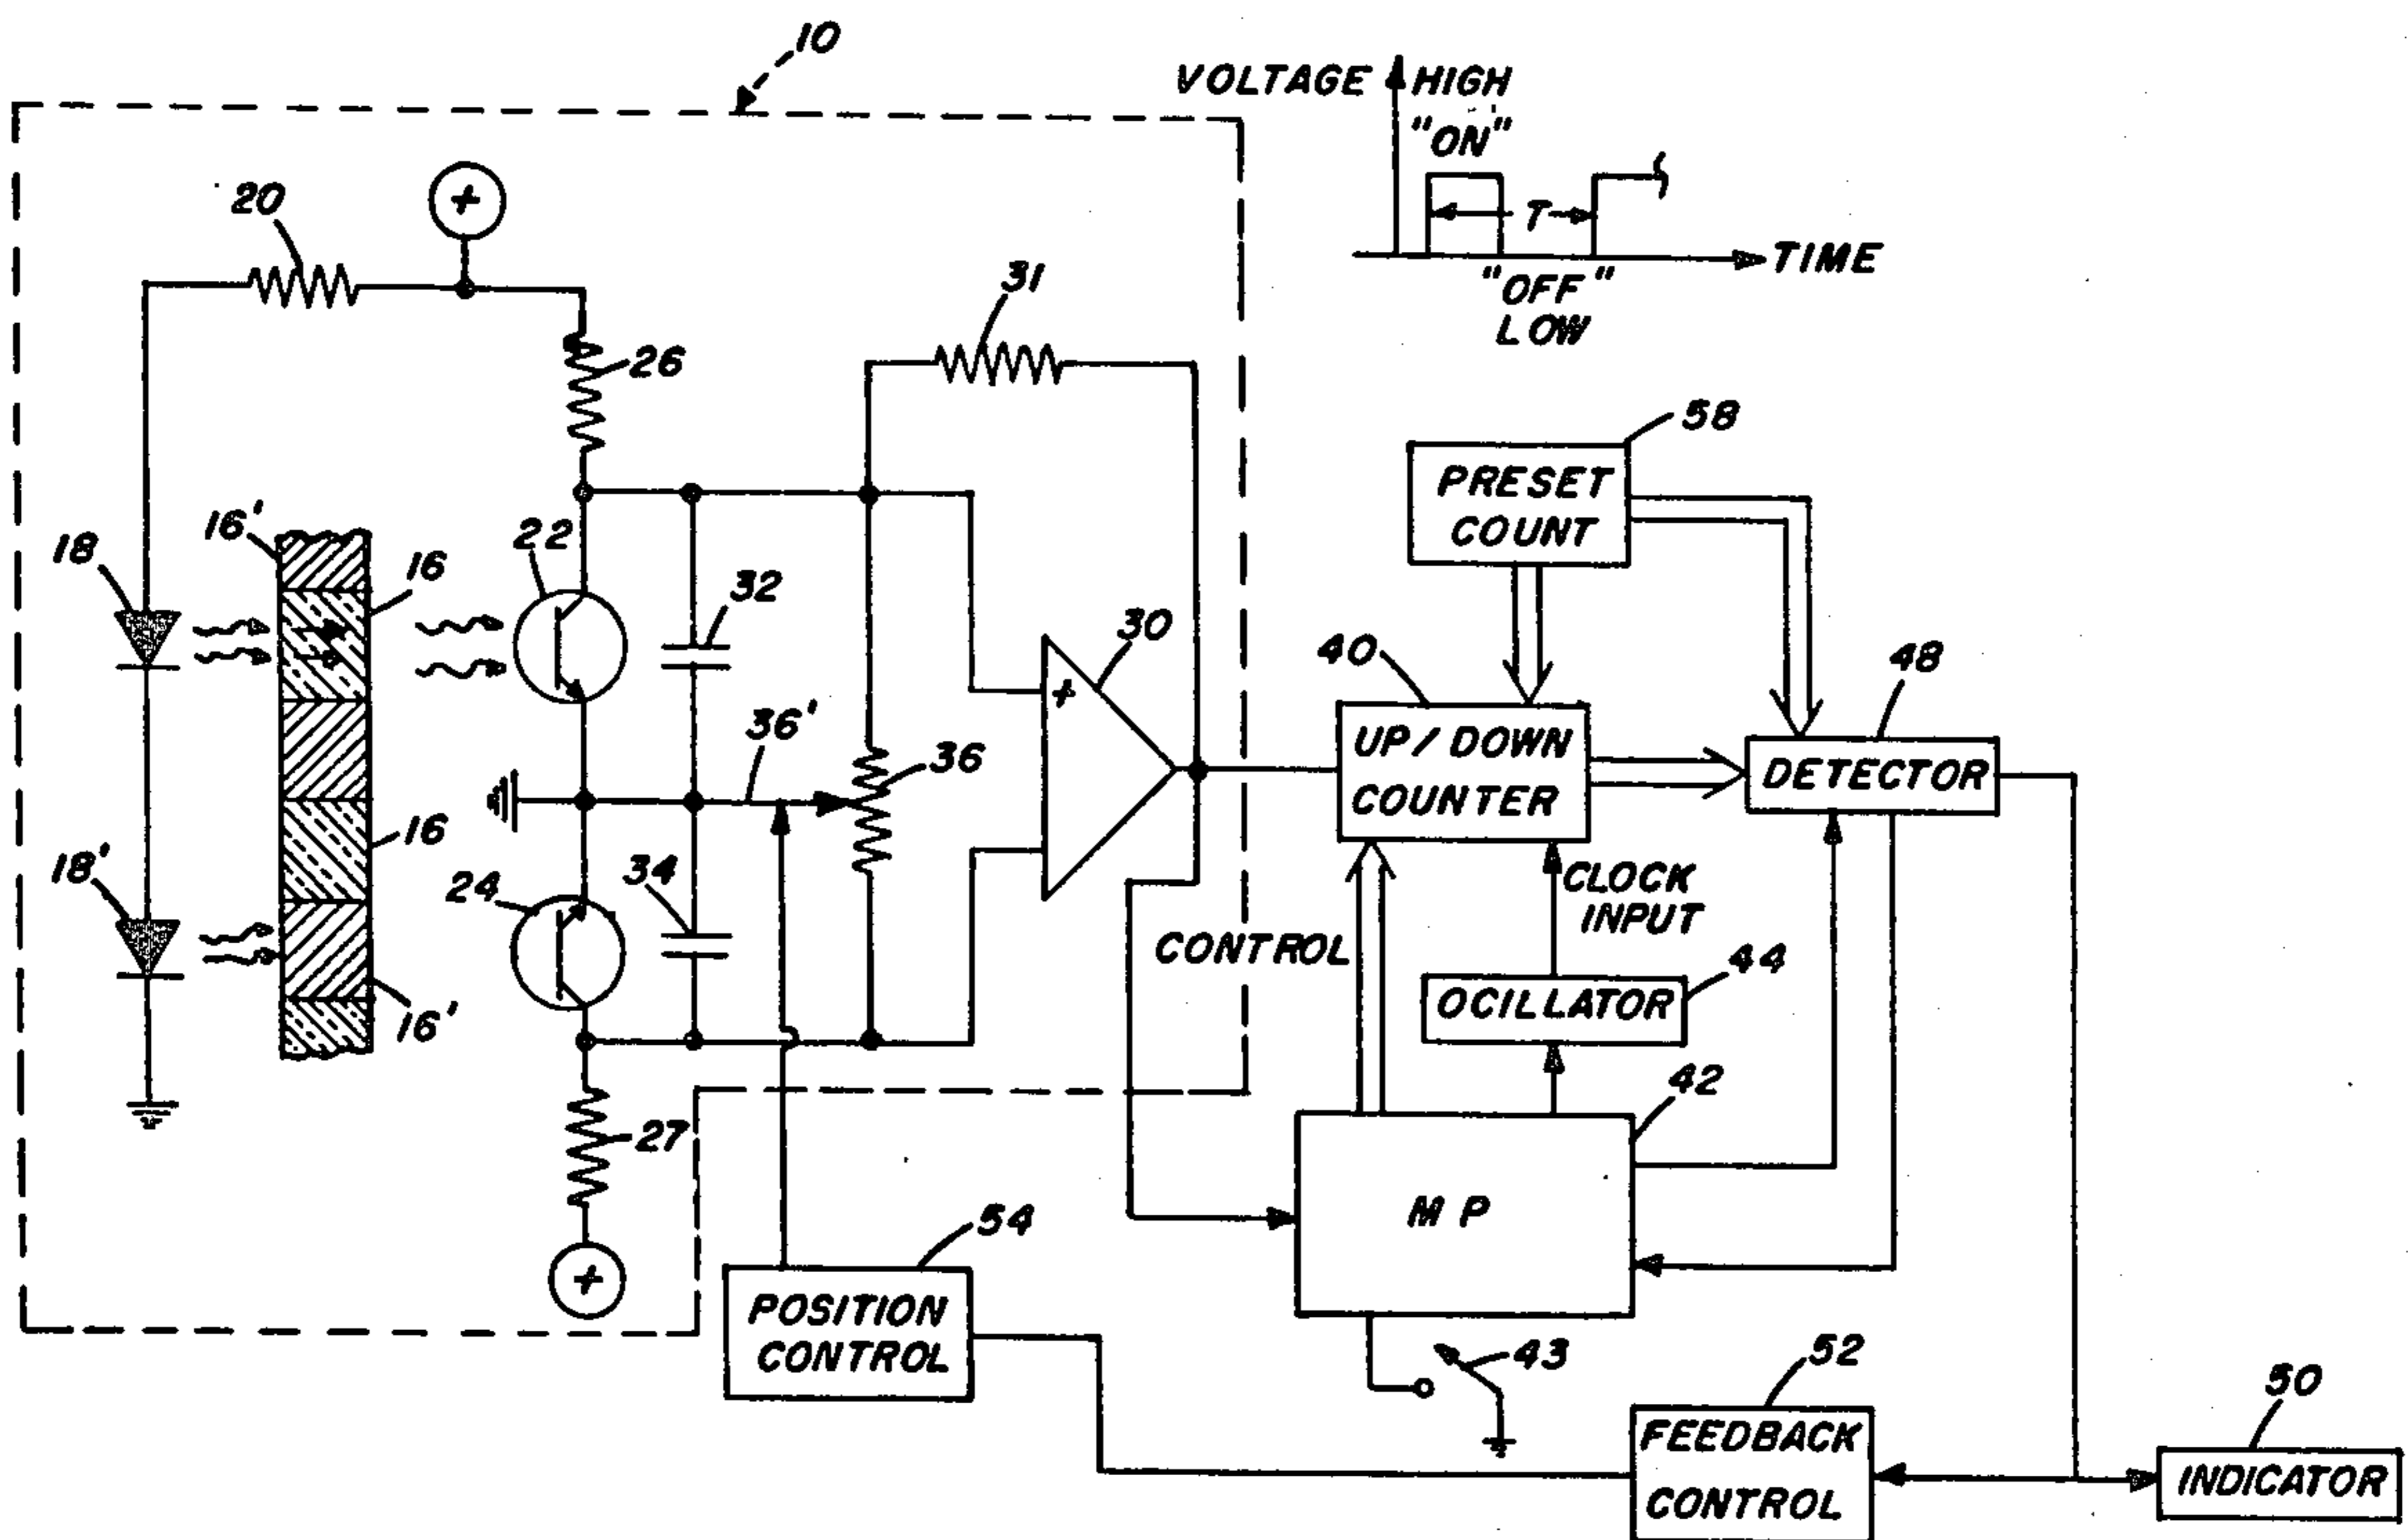 10
VOLTAGE
HIGH
"ON"
T
TIME
"OFF"
LOW
20
+
31
26
58
PRESET
COUNT
16'
18
16
22
32
30
40
48
36'
36
UP/DOWN
COUNTER
DETECTOR
+
16
18'
24
34
CLOCK
INPUT
CONTROL
OCILLATOR
44
16'
27
42
MP
54
+
POSITION
CONTROL
43
52
50
FEEDBACK
CONTROL
INDICATOR